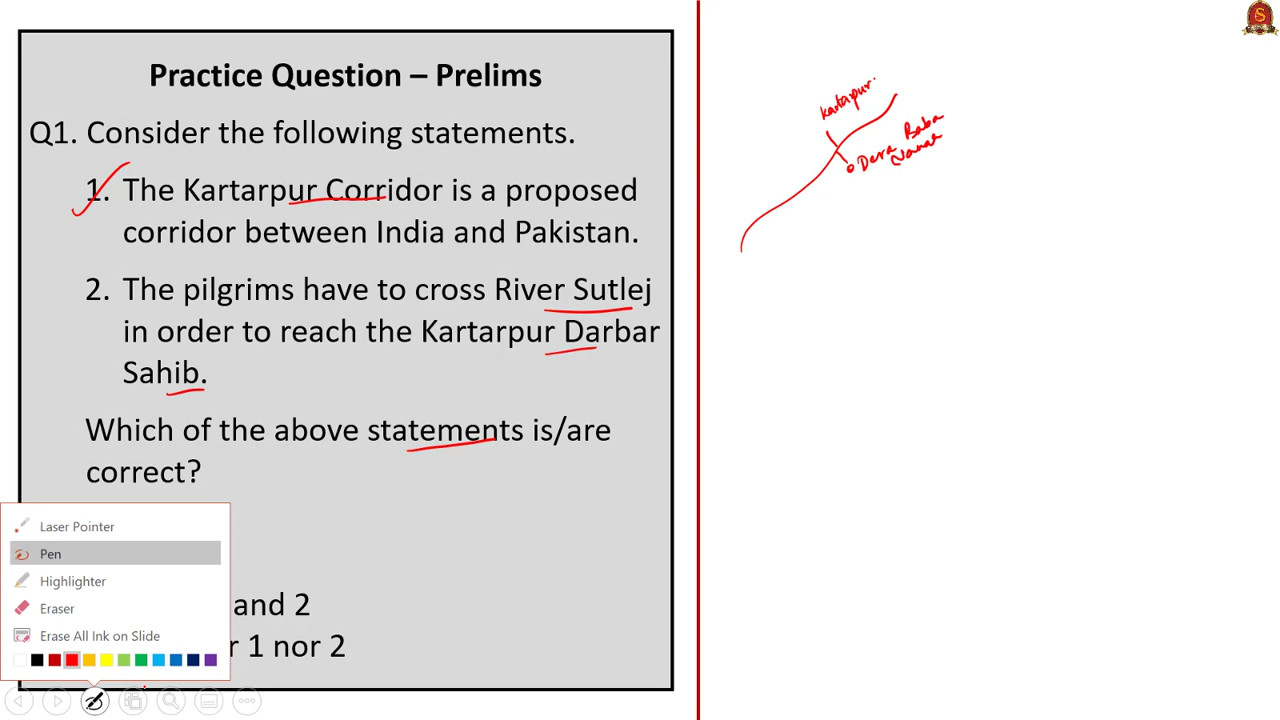 Practice Question – Prelims
Q1. Consider the following statements.
1. The Kartarpur Corridor is a proposed
corridor between India and Pakistan.
2. The pilgrims have to cross River Sutlej
in order to reach the Kartarpur Darbar
Sahib.
Which of the above statements is/are
correct?
and 2
r 1 nor 2
Laser Pointer
Pen
Highlighter
Eraser
Erase All Ink on Slide
Kartarpur
Dera Baba
Nanak
S